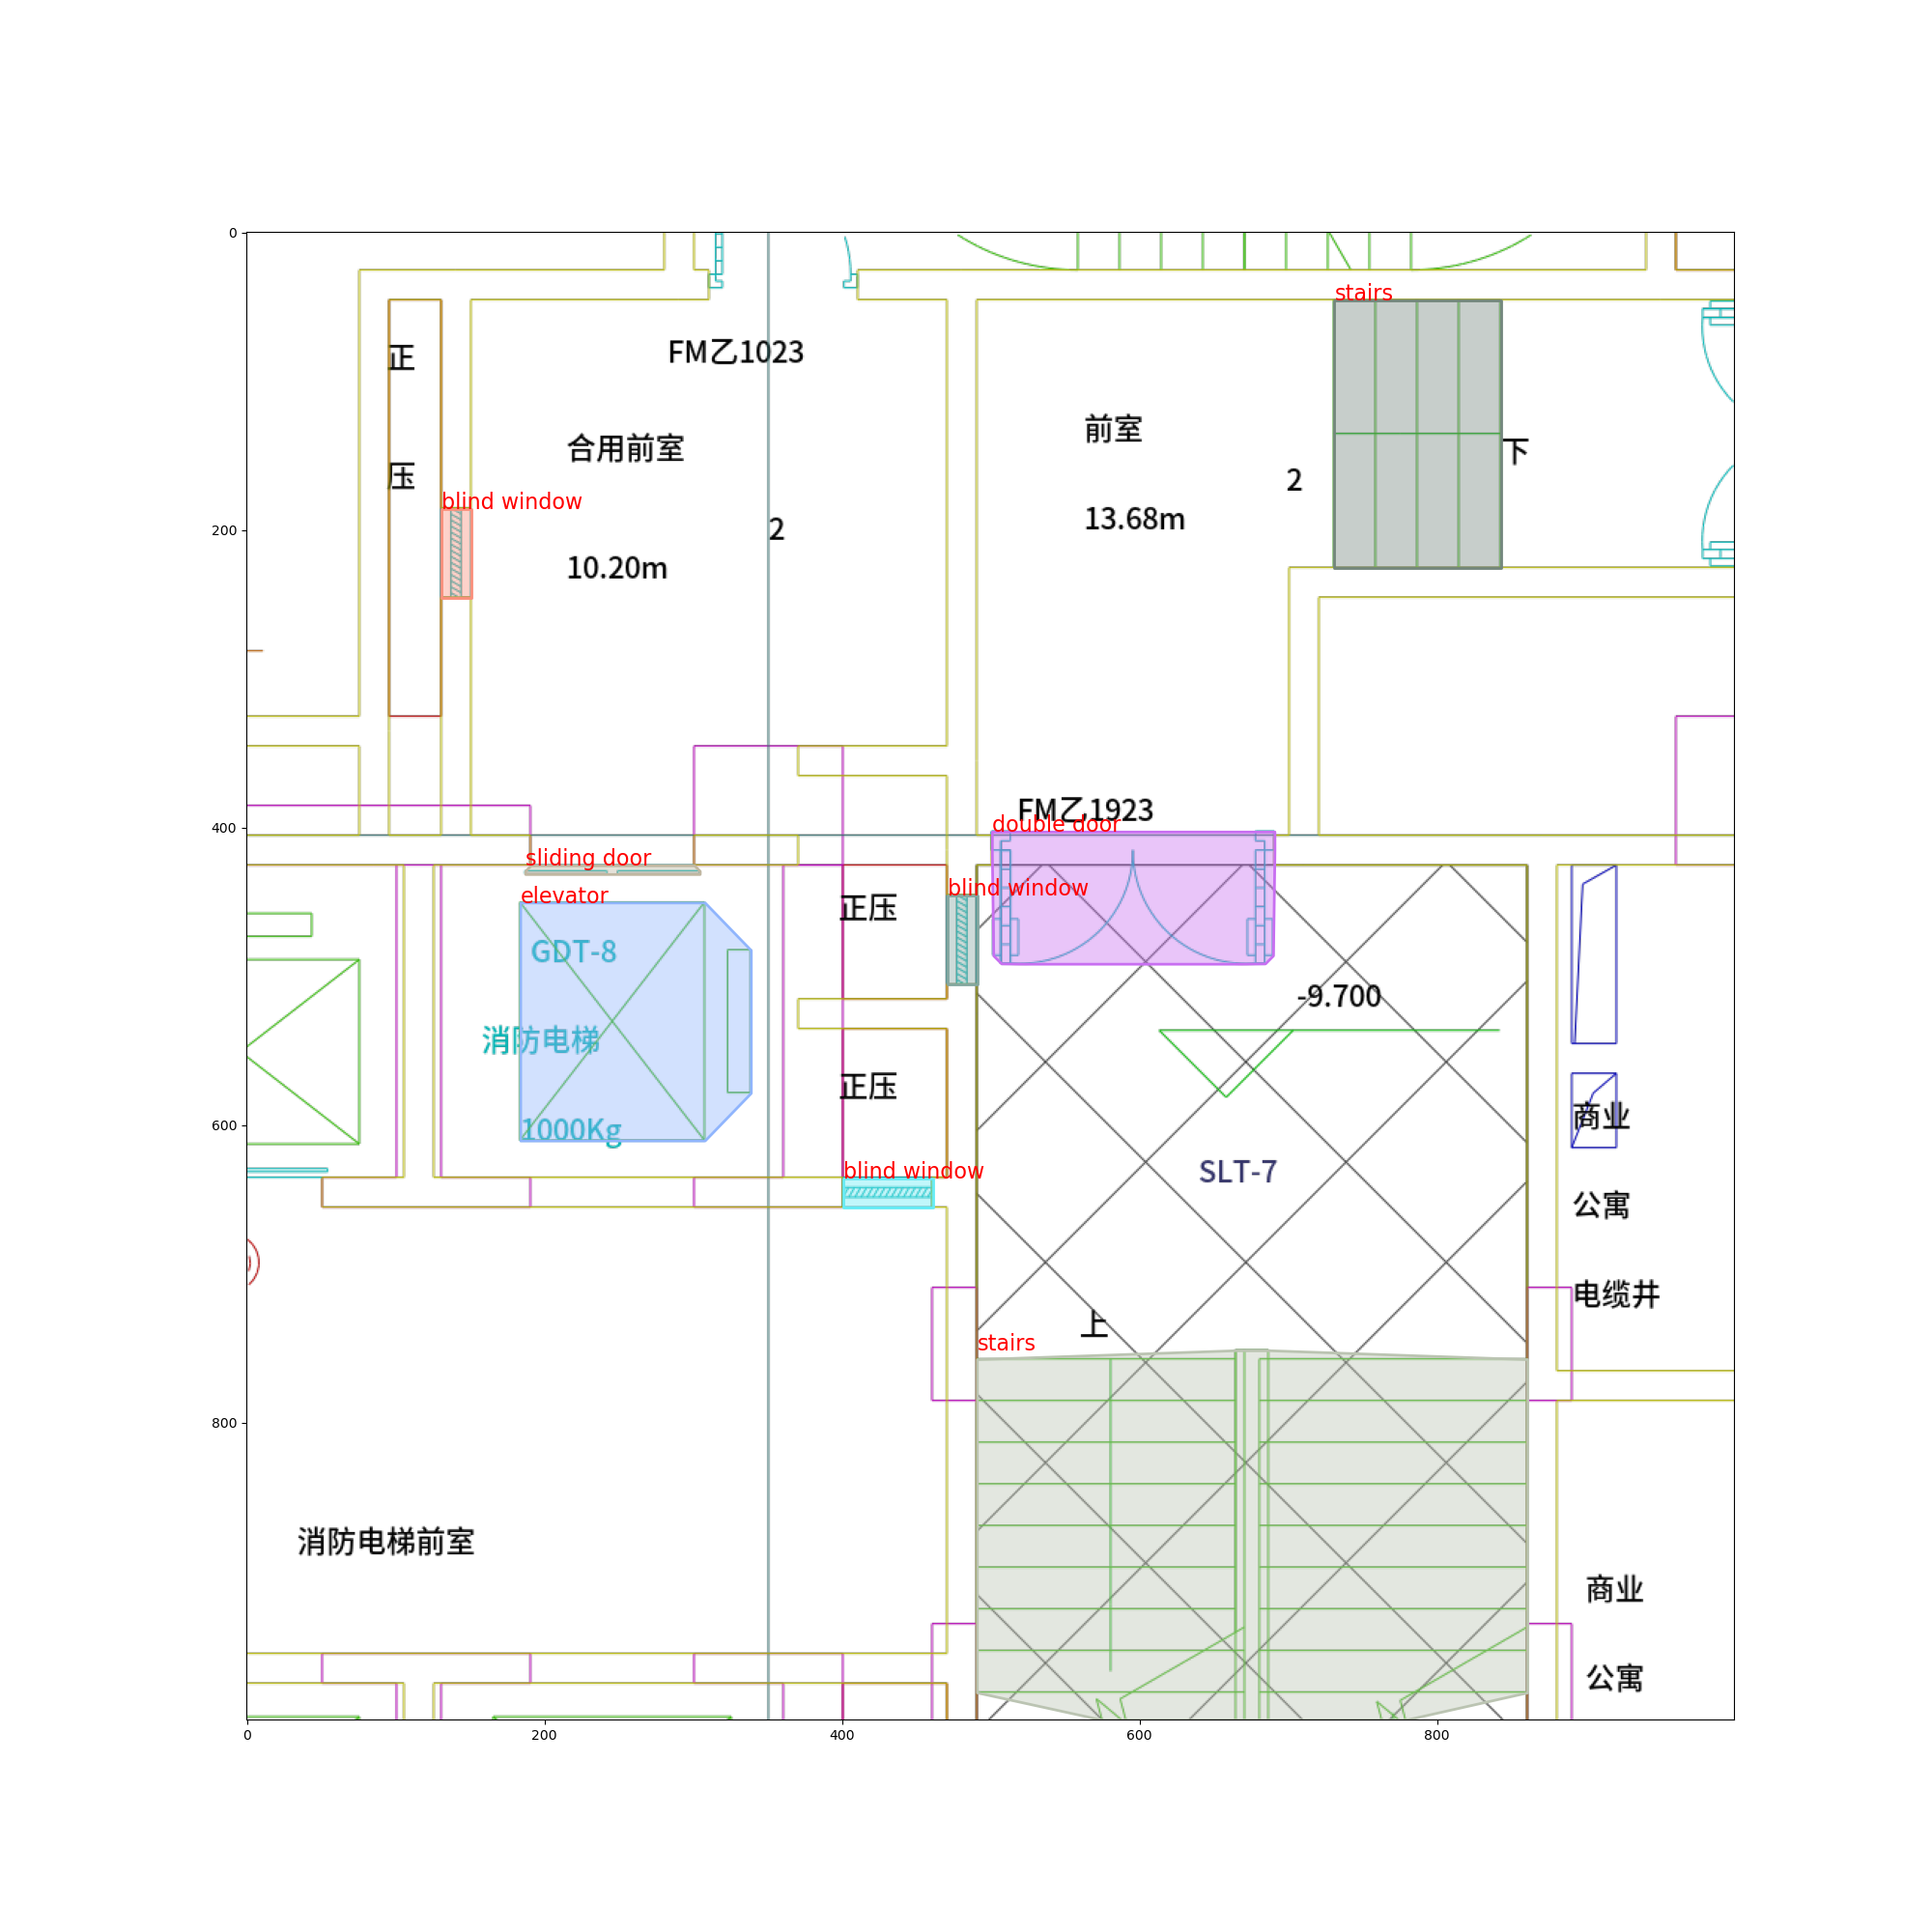 0
200
400
600
800
0
200
400
600
800
stairs
正
压
FM乙1023
合用前室
10.20m
2
前室
2
13.68m
下
blind window
FM乙1923
double door
sliding door
elevator
blind window
GDT-8
消防电梯
1000Kg
正压
正压
-9.700
blind window
SLT-7
商业
公寓
电缆井
上
stairs
消防电梯前室
商业
公寓